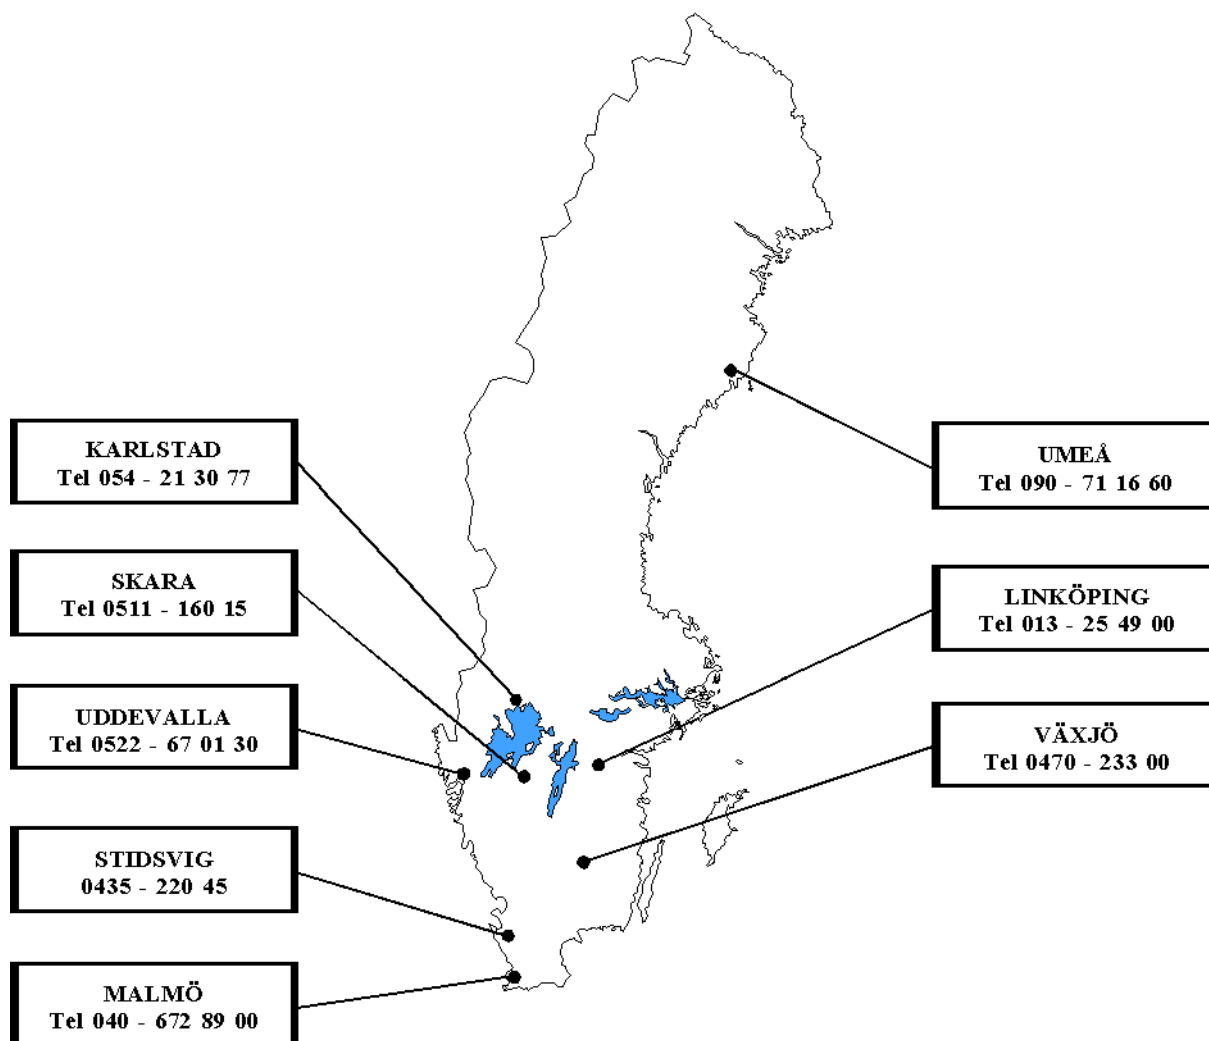 KARLSTAD
Tel 054 - 21 30 77
SKARA
Tel 0511 - 160 15
UDDEVALLA
Tel 0522 - 67 01 30
STIDSVIG
0435 - 220 45
MALMÖ
Tel 040 - 672 89 00
UMEÅ
Tel 090 - 71 16 60
LINKÖPING
Tel 013 - 25 49 00
VÄXJÖ
Tel 0470 - 233 00